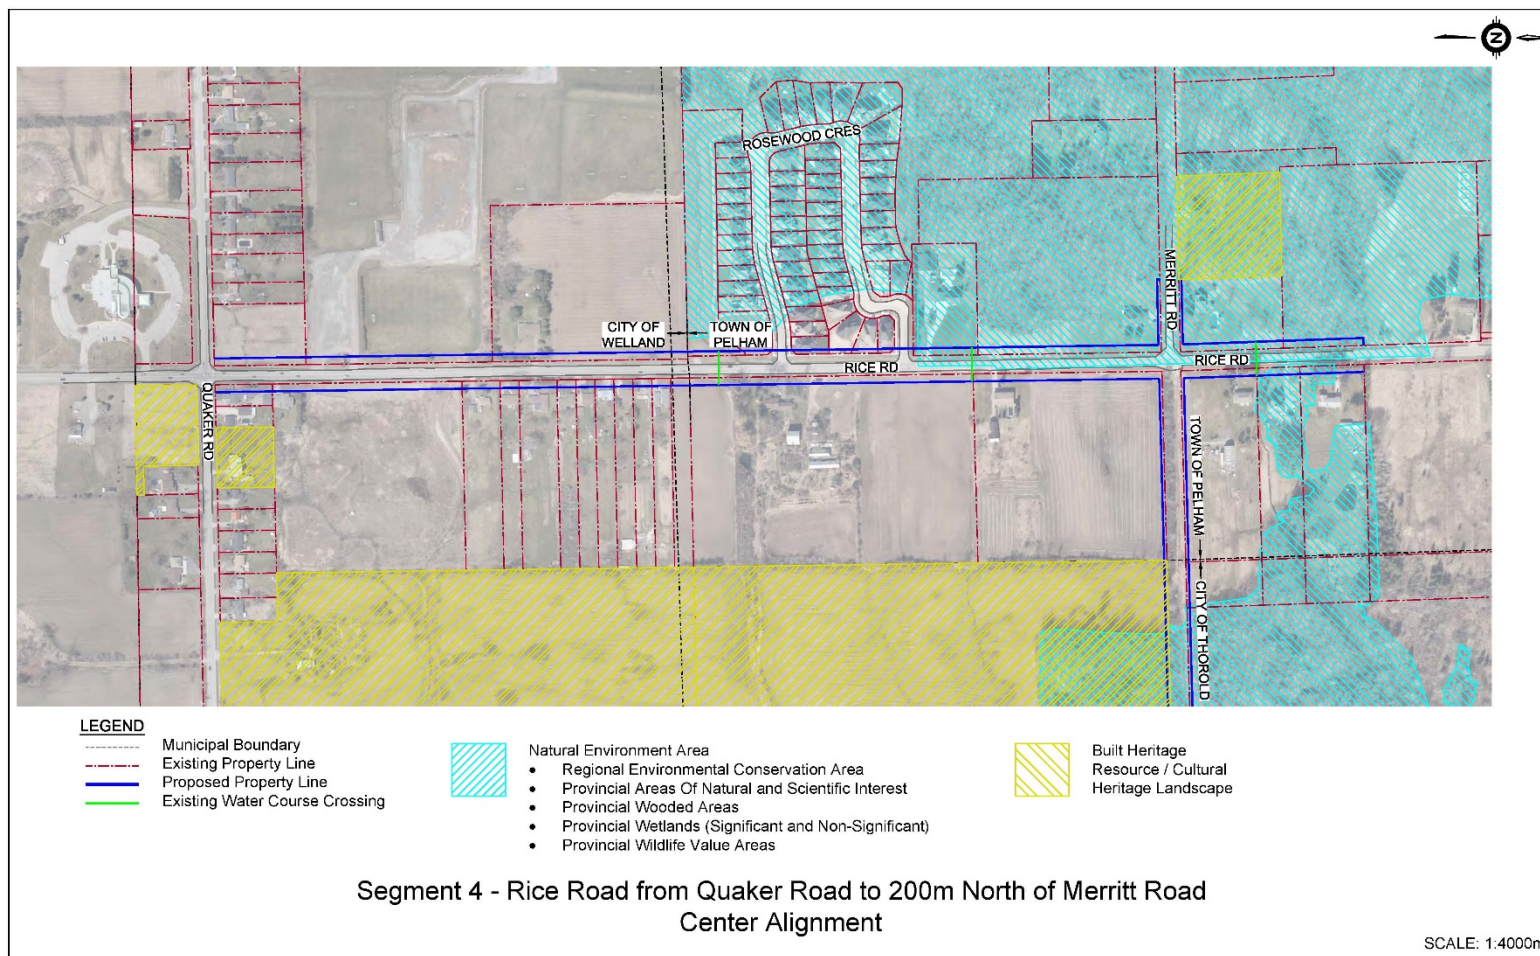 N
ROSEWOOD CRES
MERRITT RD
CITY OF
WELLAND
TOWN OF
PELHAM
RICE RD
RICE RD
QUAKER RD
TOWN OF PELHAM
CITY OF THOROLD
LEGEND
Municipal Boundary
Existing Property Line
Proposed Property Line
Existing Water Course Crossing
Natural Environment Area
• Regional Environmental Conservation Area
• Provincial Areas Of Natural and Scientific Interest
• Provincial Wooded Areas
• Provincial Wetlands (Significant and Non-Significant)
• Provincial Wildlife Value Areas
Built Heritage
Resource / Cultural
Heritage Landscape
Segment 4 - Rice Road from Quaker Road to 200m North of Merritt Road
Center Alignment
SCALE: 1:4000m